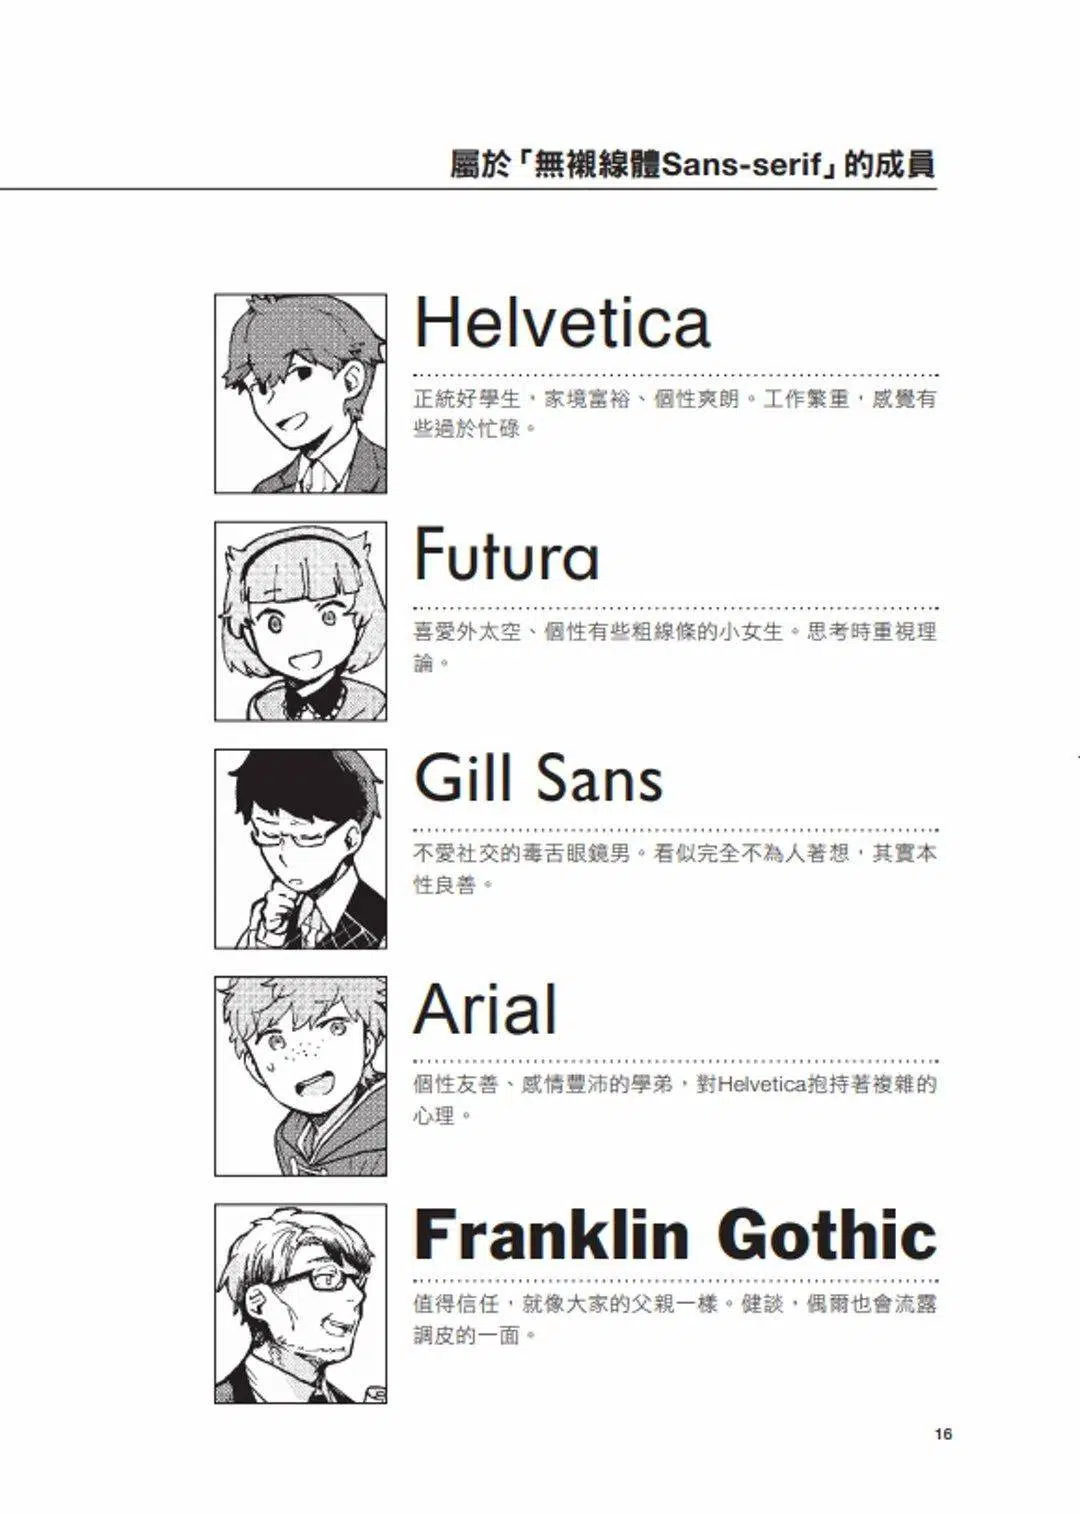 屬於「無襯線體Sans-serif」的成員
Helvetica
正統好學生，家境富裕、個性爽朗。工作繁重，感覺有
些過於忙碌。
Futura
喜愛外太空、個性有些粗線條的小女生。思考時重視理
論。
Gill Sans
不愛社交的毒舌眼鏡男。看似完全不為人著想，其實本
性良善。
Arial
個性友善、感情豐沛的學弟，對Helvetica抱持著複雜的
心理。
Franklin Gothic
值得信任，就像大家的父親一樣。健談，偶爾也會流露
調皮的一面。
16